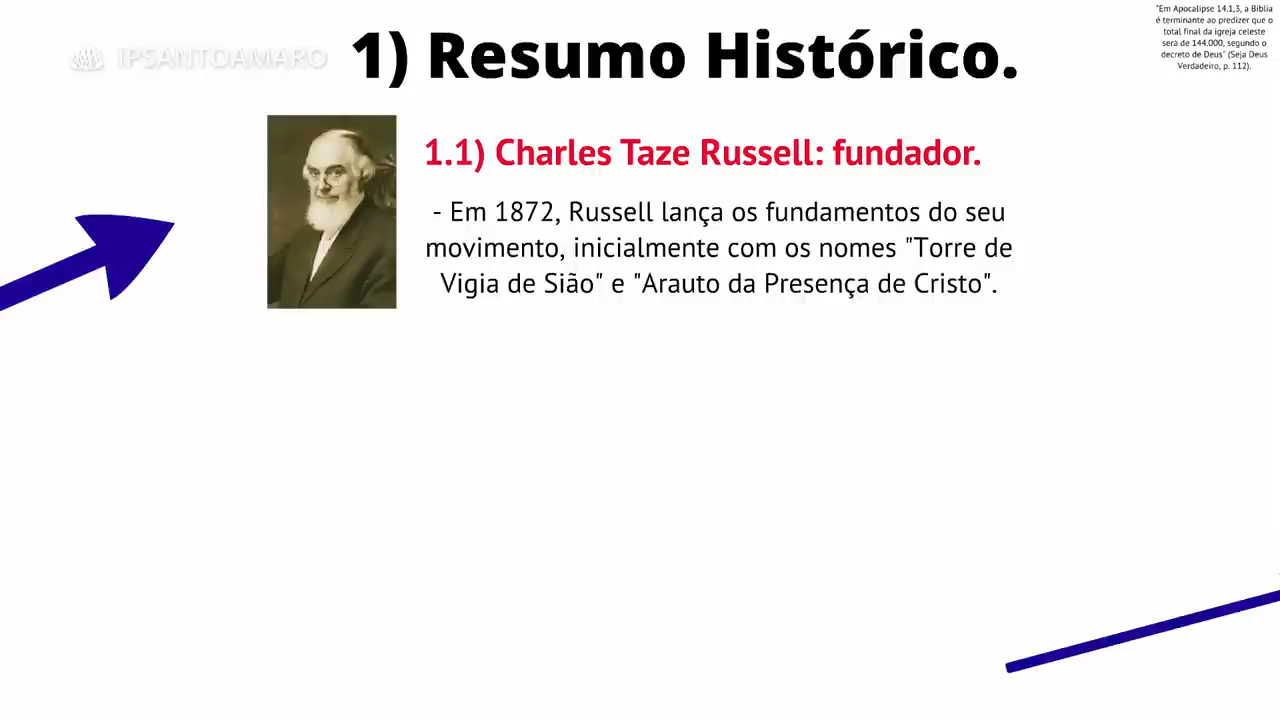 IPSANTOAMARO
1) Resumo Histórico.
"Em Apocalipse 14.1,3, a Bíblia
é terminante ao predizer que o
total final da igreja celeste
será de 144.000, segundo o
decreto de Deus" (Seja Deus
Verdadeiro, p. 112).
1.1) Charles Taze Russell: fundador.
- Em 1872, Russell lança os fundamentos do seu
movimento, inicialmente com os nomes "Torre de
Vigia de Sião" e "Arauto da Presença de Cristo".